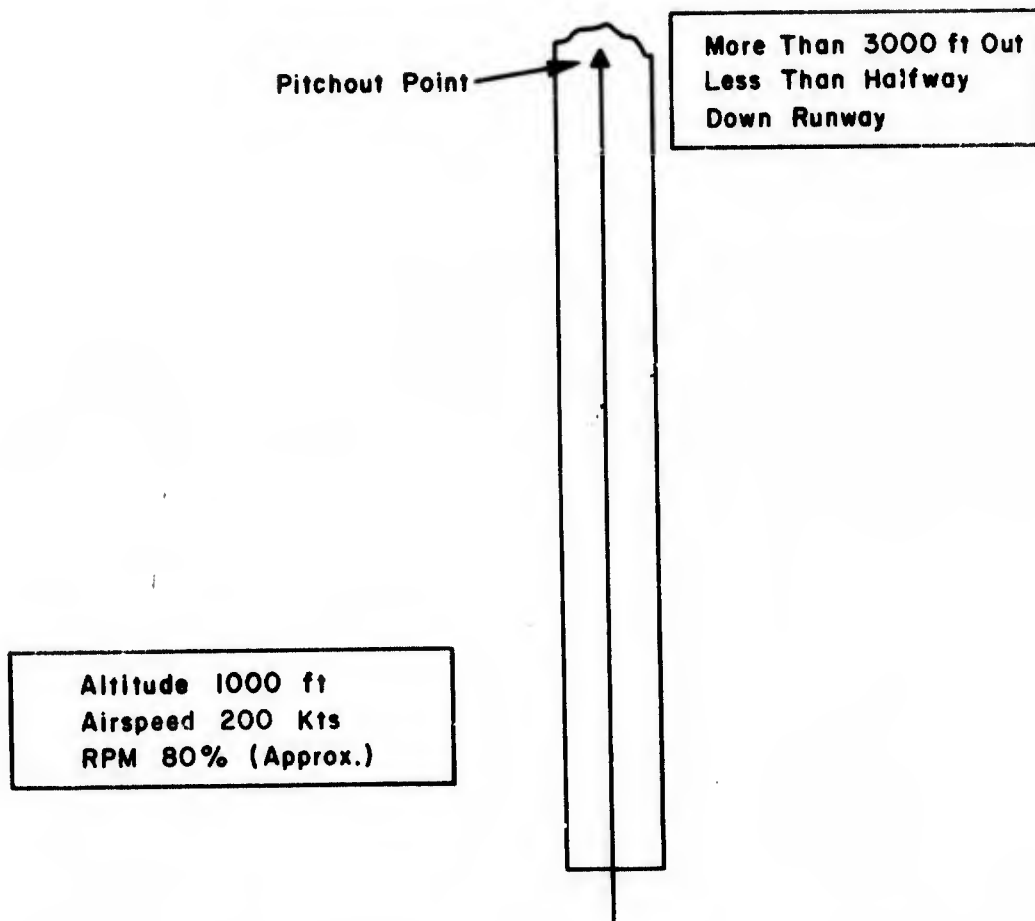 Pitchout Point
More Than 3000 ft Out
Less Than Halfway
Down Runway
Altitude 1000 ft
Airspeed 200 Kts
RPM 80% (Approx.)